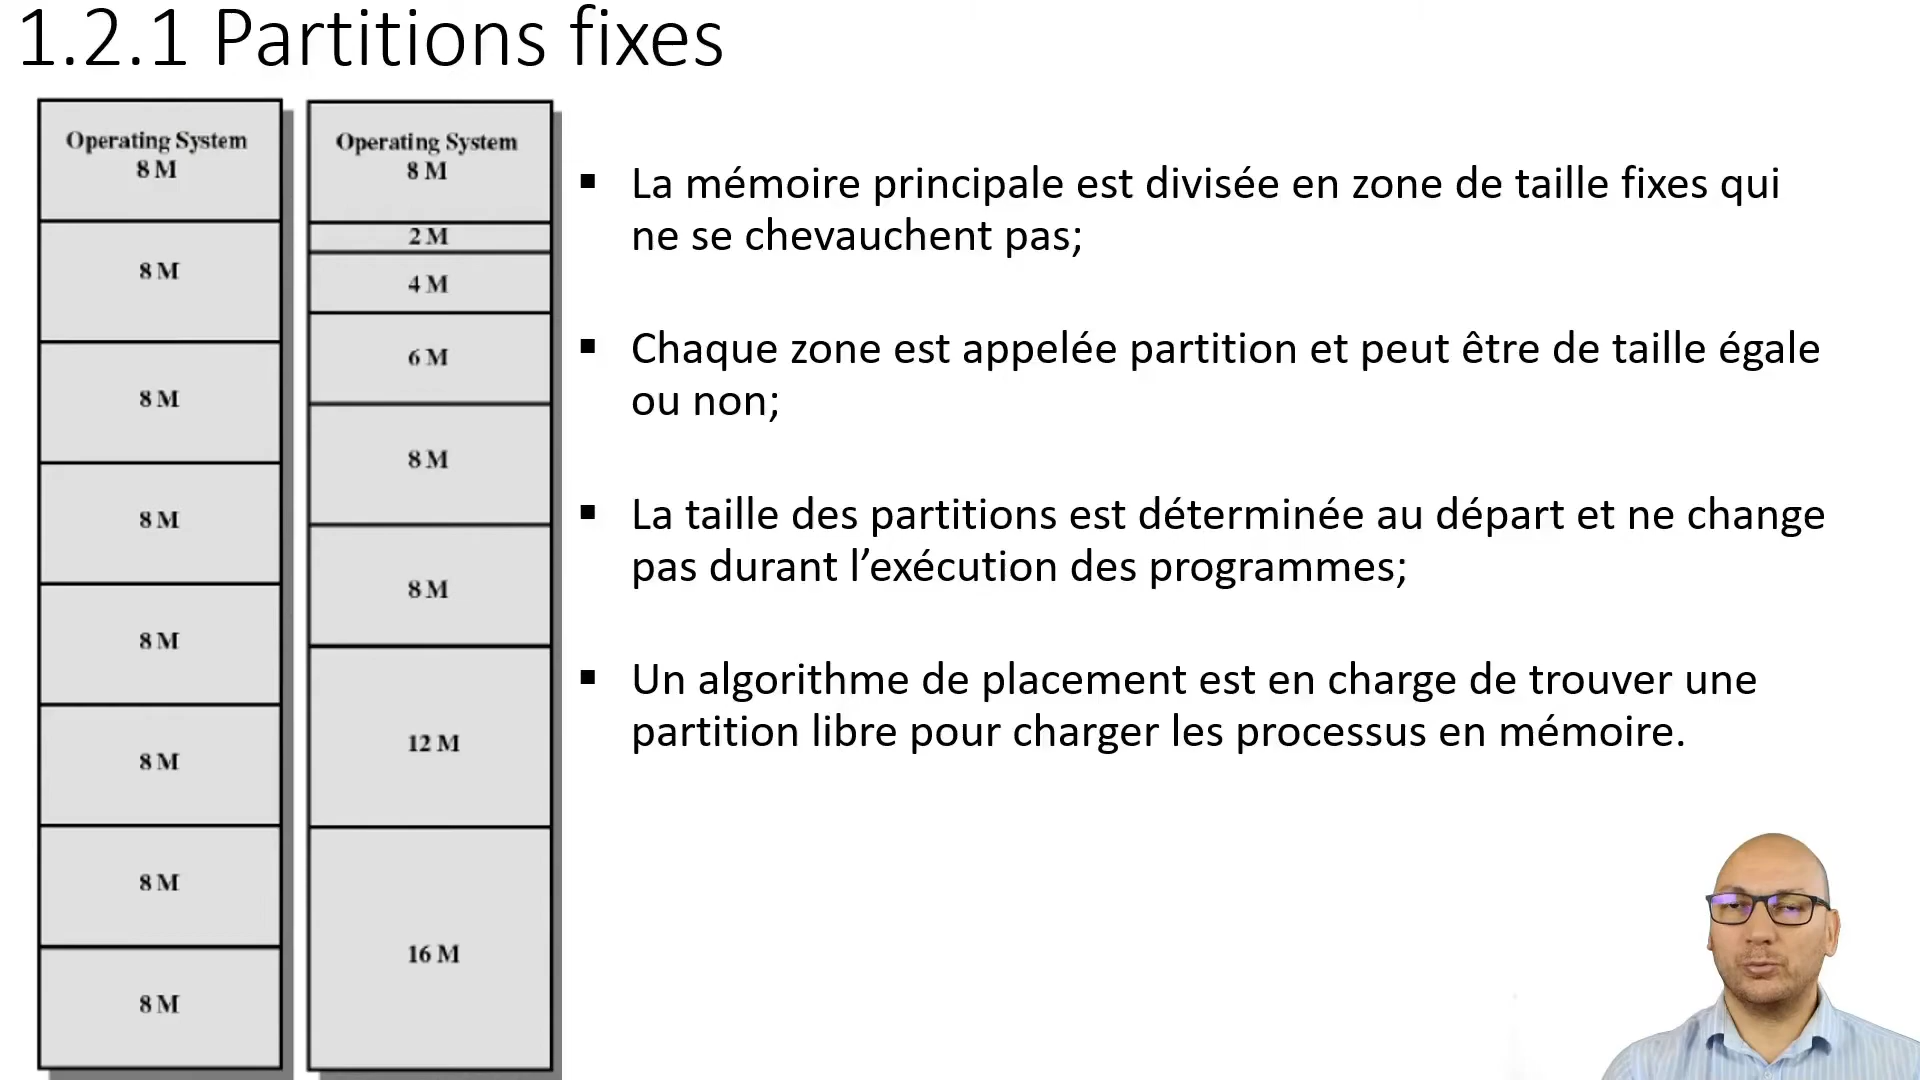 1.2.1 Partitions fixes
Operating System
8 M
8 M
8 M
8 M
8 M
8 M
8 M
8 M
Operating System
8 M
2 M
4 M
6 M
8 M
8 M
12 M
16 M
▪ La mémoire principale est divisée en zone de taille fixes qui
ne se chevauchent pas;
▪ Chaque zone est appelée partition et peut être de taille égale
ou non;
▪ La taille des partitions est déterminée au départ et ne change
pas durant l’exécution des programmes;
▪ Un algorithme de placement est en charge de trouver une
partition libre pour charger les processus en mémoire.